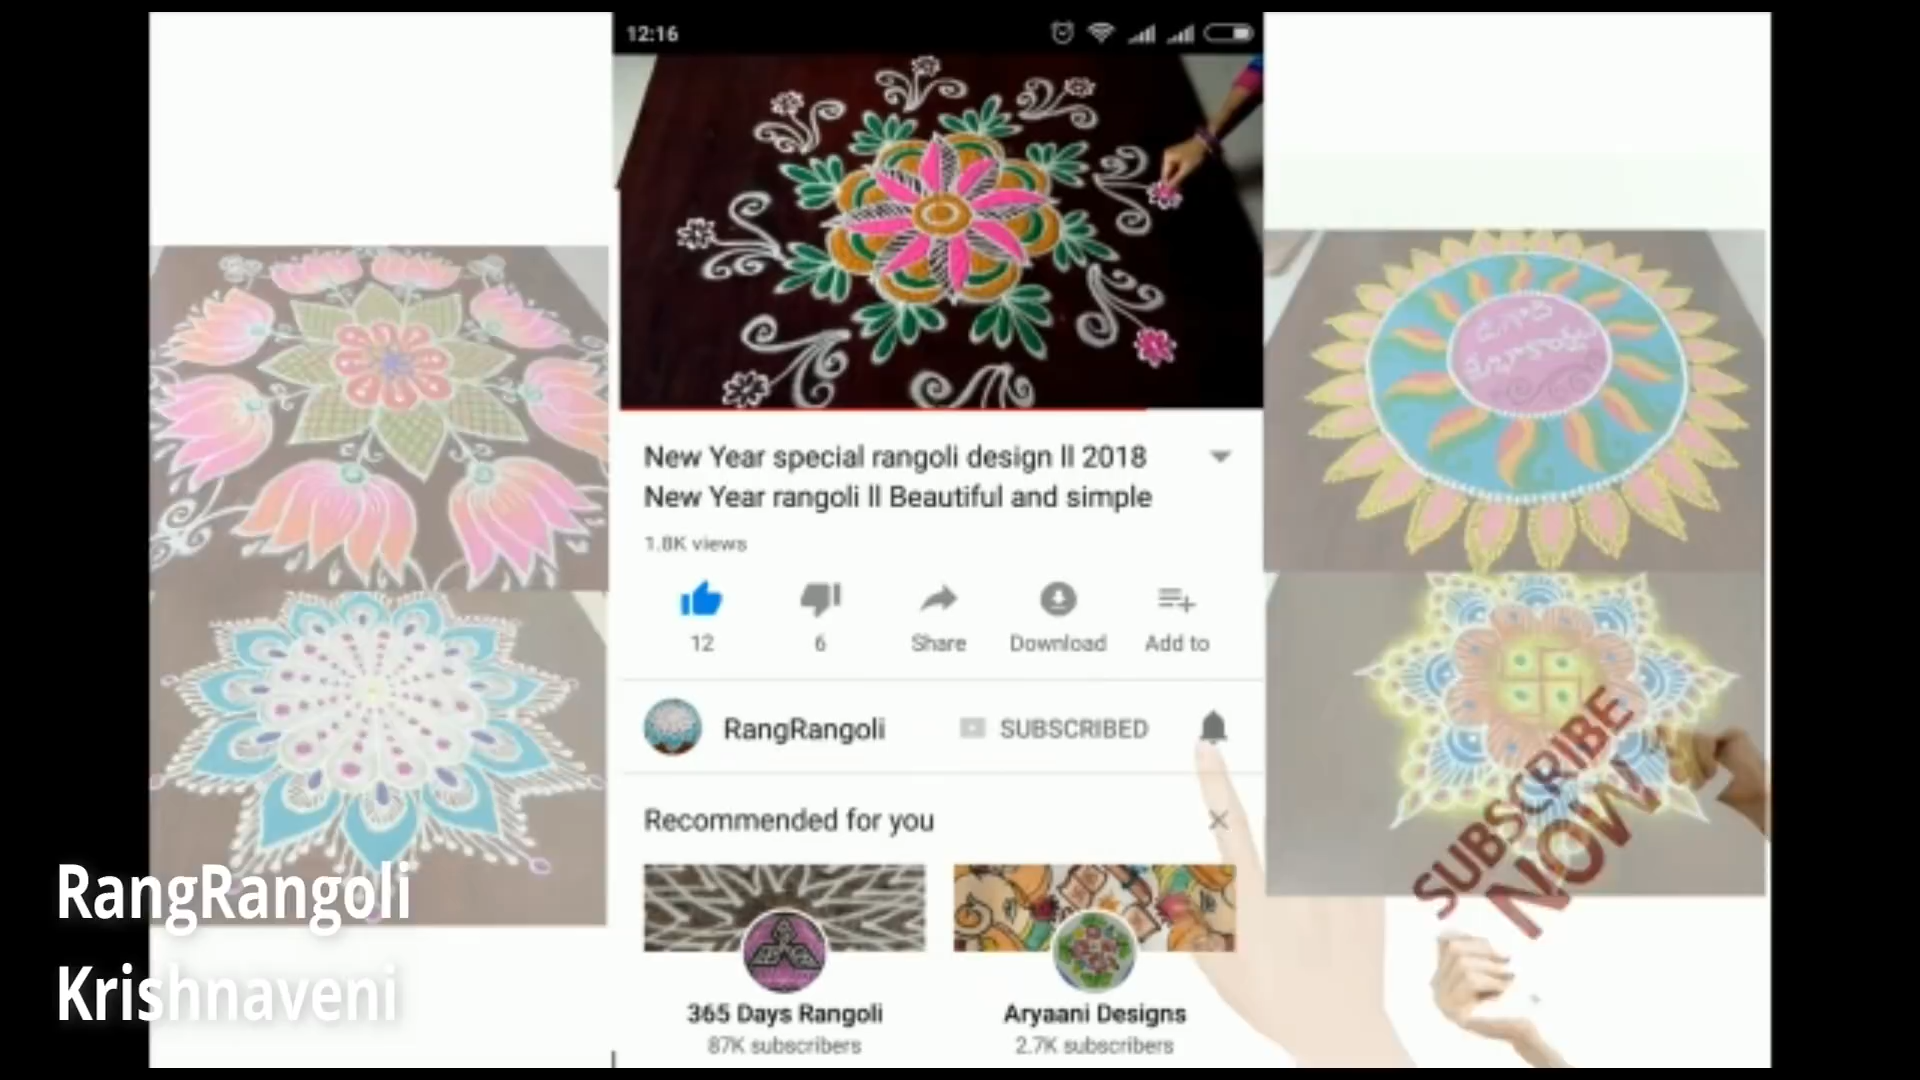 12:16
New Year special rangoli design ll 2018
New Year rangoli ll Beautiful and simple
1.8K views
12
6
Share
Download
Add to
RangRangoli
SUBSCRIBED
Recommended for you
365 Days Rangoli
87K subscribers
Aryaani Designs
2.7K subscribers
SUBSCRIBE
NOW
RangRangoli
Krishnaveni